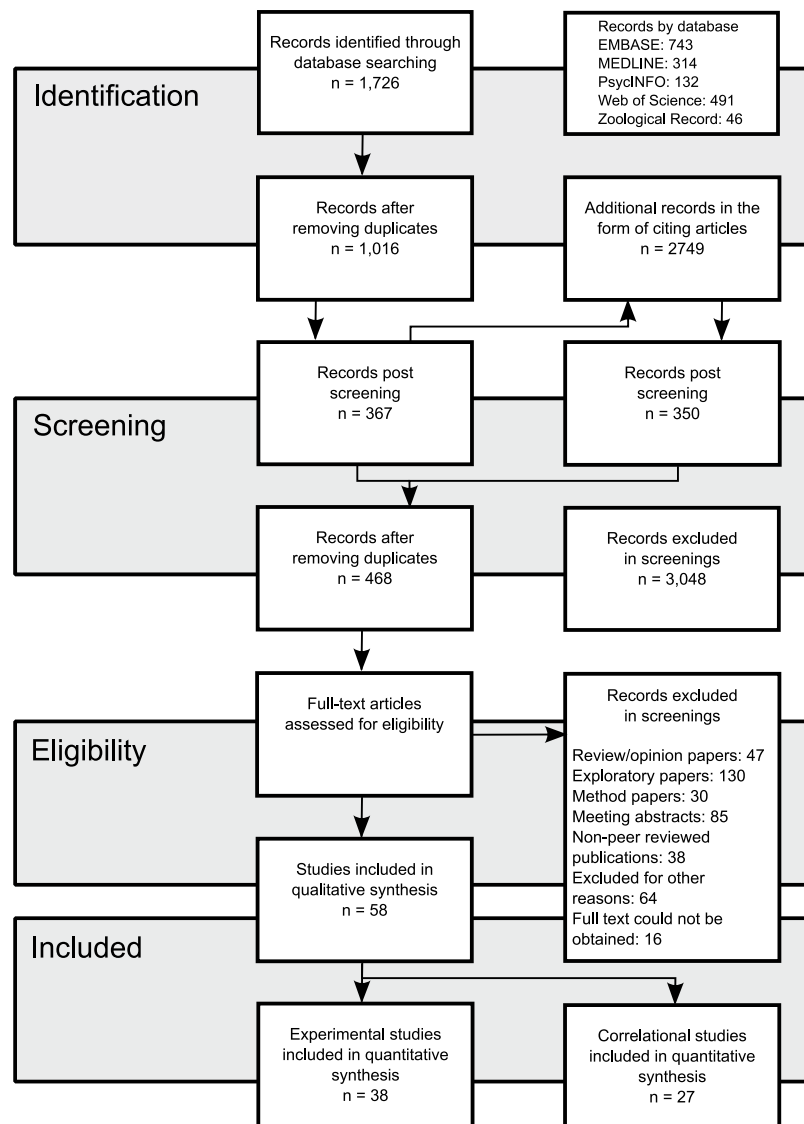 Identification
Records identified through
database searching
n = 1,726
Records by database
EMBASE: 743
MEDLINE: 314
PsycINFO: 132
Web of Science: 491
Zoological Record: 46
Records after
removing duplicates
n = 1,016
Additional records in the
form of citing articles
n = 2749
Screening
Records post
screening
n = 367
Records post
screening
n = 350
Records after
removing duplicates
n = 468
Records excluded
in screenings
n = 3,048
Eligibility
Full-text articles
assessed for eligibility
Records excluded
in screenings
Review/opinion papers: 47
Exploratory papers: 130
Method papers: 30
Meeting abstracts: 85
Non-peer reviewed
publications: 38
Excluded for other
reasons: 64
Full text could not be
obtained: 16
Studies included in
qualitative synthesis
n = 58
Included
Experimental studies
included in quantitative
synthesis
n = 38
Correlational studies
included in quantitative
synthesis
n = 27